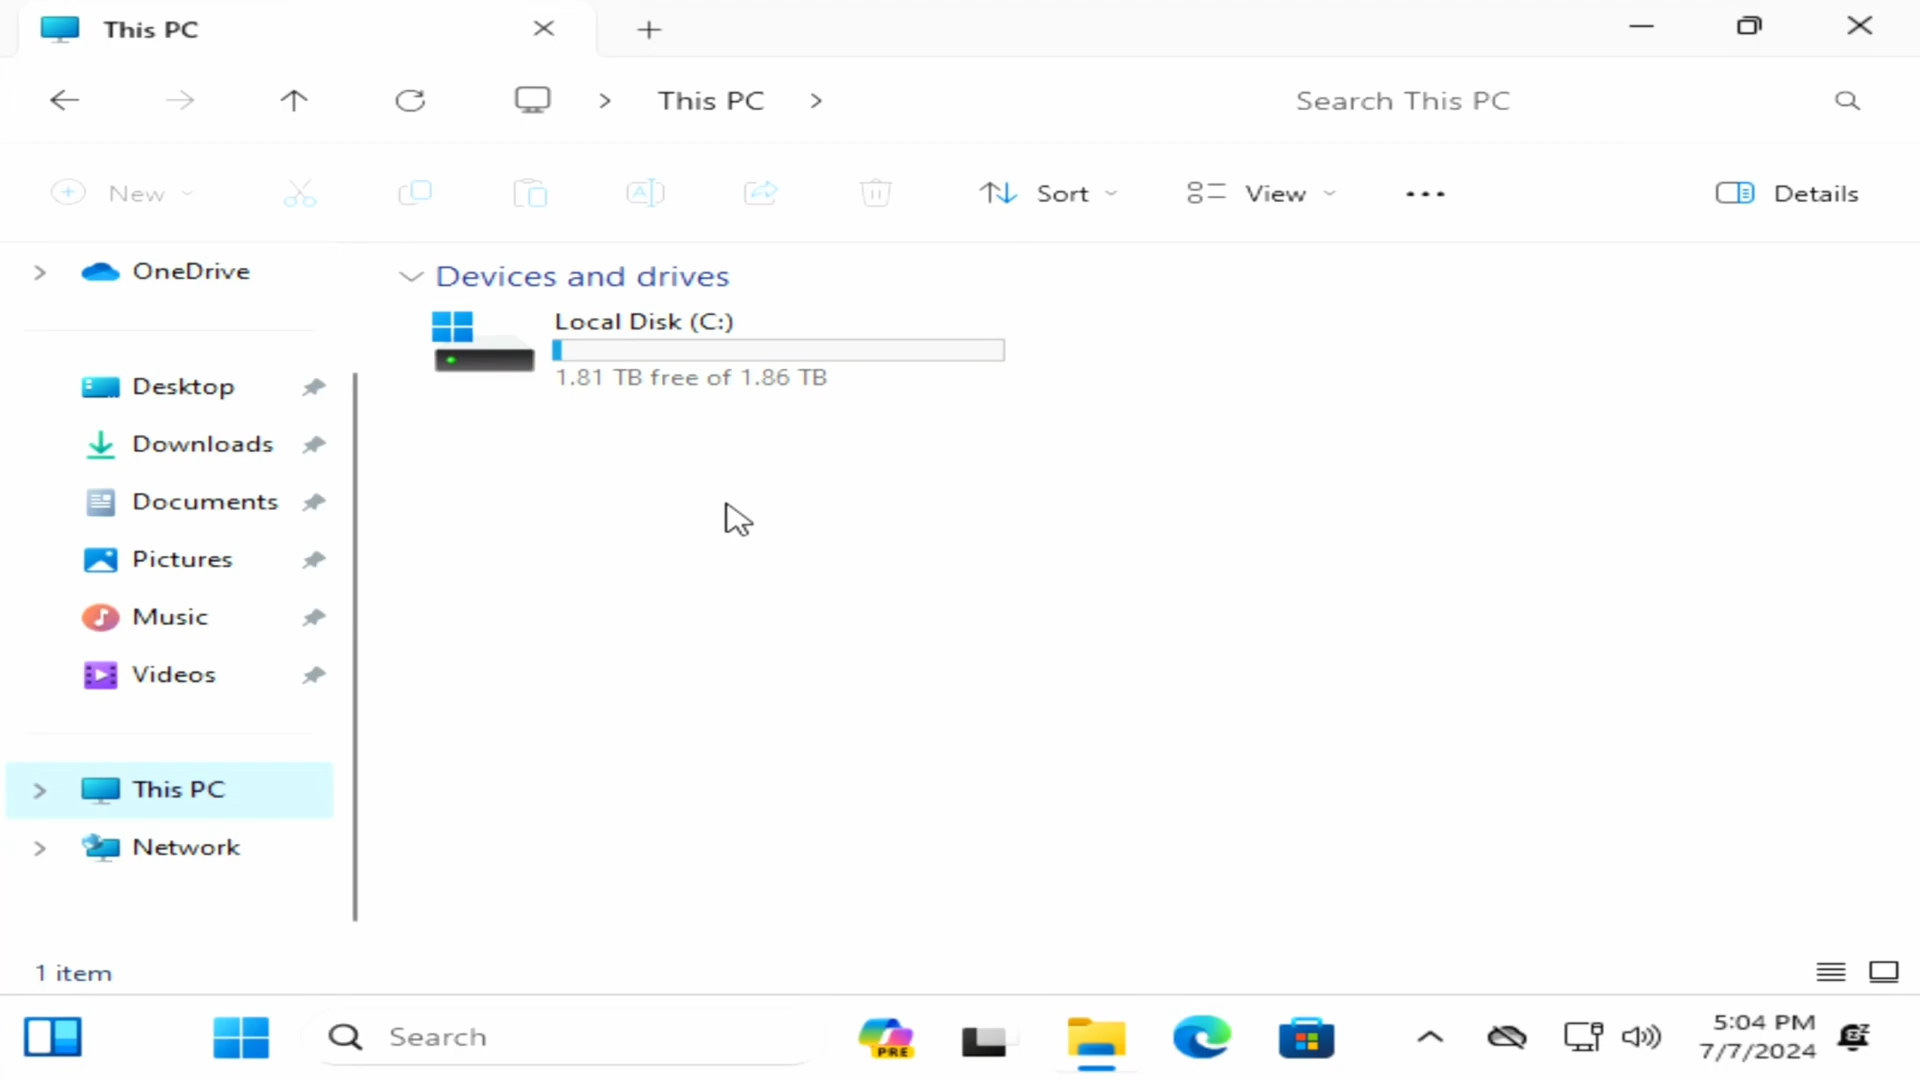 This PC
This PC
Search This PC
New
Sort
View
Details
OneDrive
Desktop
Downloads
Documents
Pictures
Music
Videos
This PC
Network
Devices and drives
Local Disk (C:)
1.81 TB free of 1.86 TB
1 item
Search
PRE
5:04 PM
7/7/2024